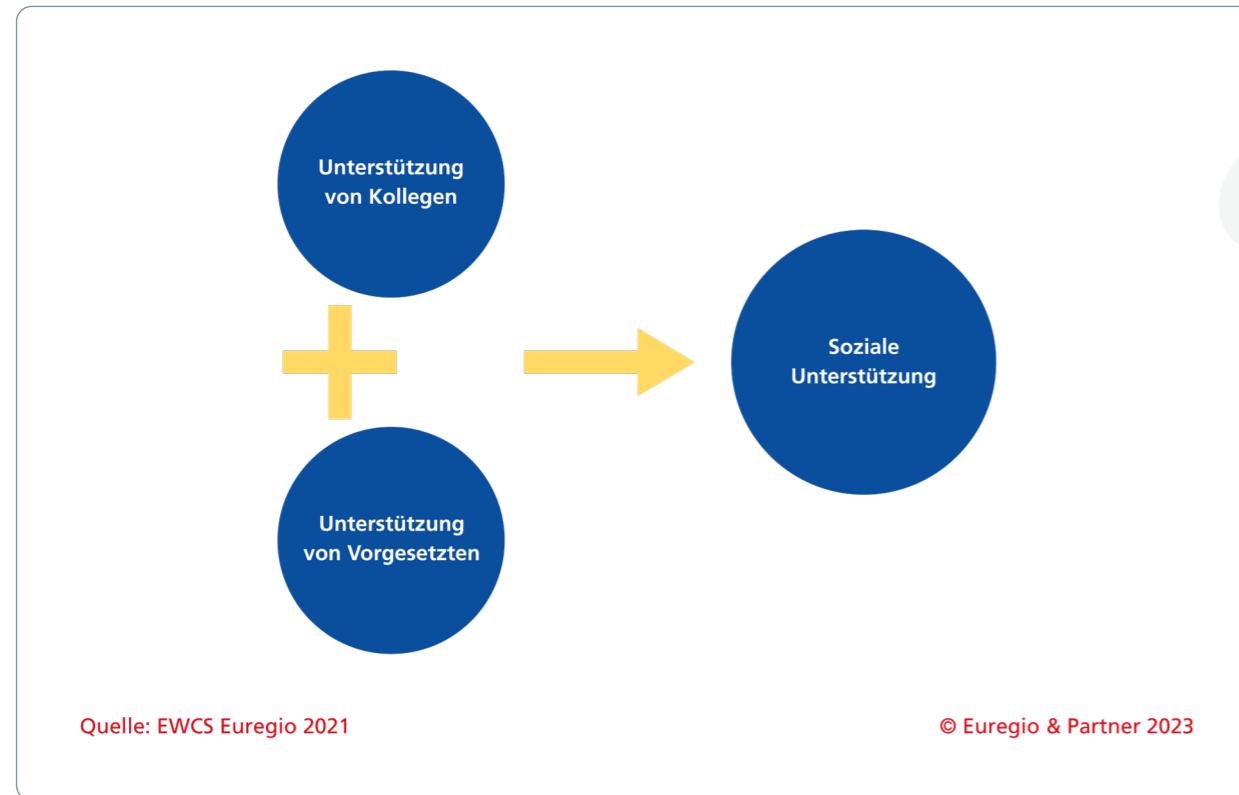 Unterstützung
von Kollegen
Soziale
Unterstützung
Unterstützung
von Vorgesetzten
Quelle: EWCS Euregio 2021
© Euregio & Partner 2023